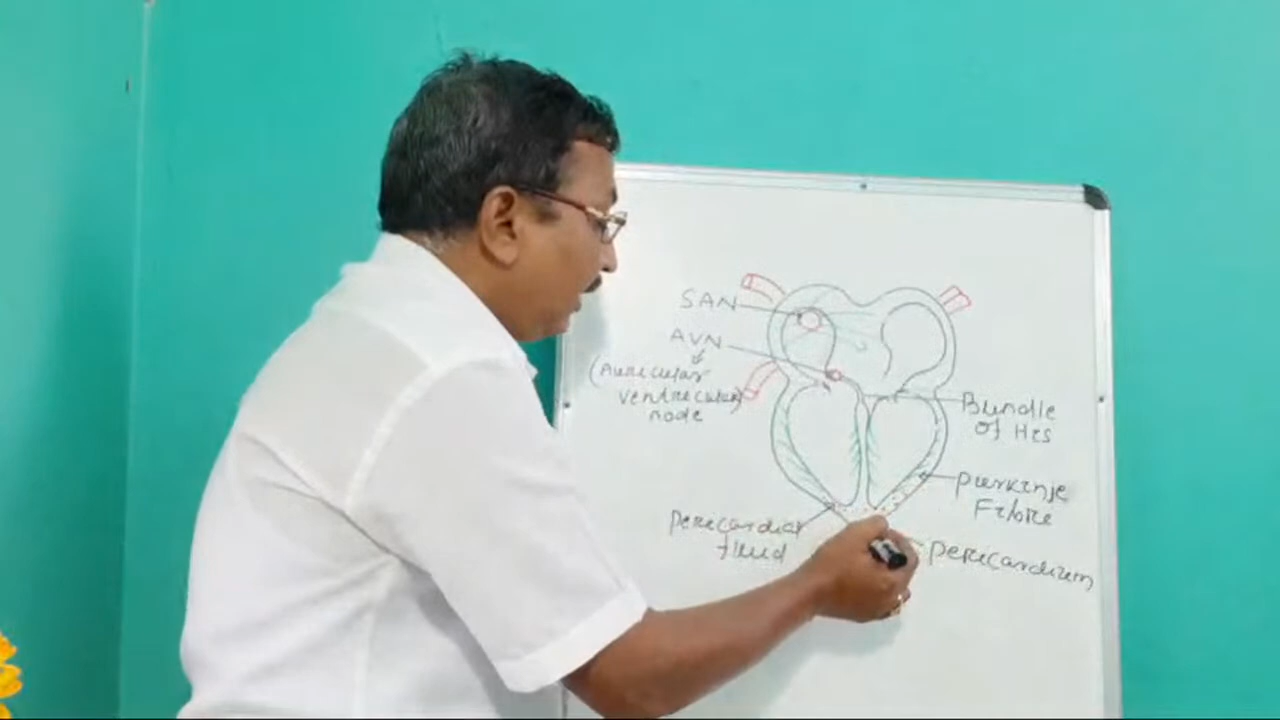 SAN
AVN
(Auricular
ventricular)
node
Bundle
of His
purkinje
Fibre
pericardial
fluid
pericardium